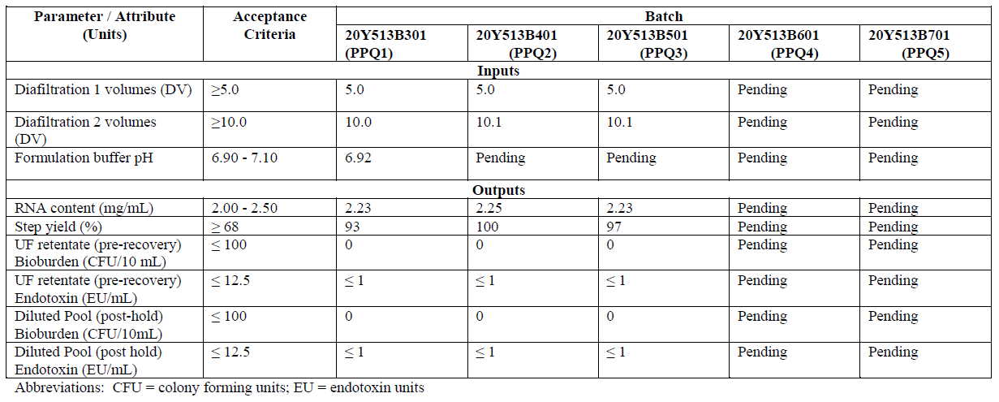 Parameter / Attribute (Units) Acceptance Criteria Batch
20Y513B301 (PPQ1) 20Y513B401 (PPQ2) 20Y513B501 (PPQ3) 20Y513B601 (PPQ4) 20Y513B701 (PPQ5)
Inputs
Diafiltration 1 volumes (DV) ≥5.0 5.0 5.0 5.0 Pending Pending
Diafiltration 2 volumes (DV) ≥10.0 10.0 10.1 10.1 Pending Pending
Formulation buffer pH 6.90 - 7.10 6.92 Pending Pending Pending Pending
Outputs
RNA content (mg/mL) 2.00 - 2.50 2.23 2.25 2.23 Pending Pending
Step yield (%) ≥ 68 93 100 97 Pending Pending
UF retentate (pre-recovery) Bioburden (CFU/10 mL) ≤ 100 0 0 0 Pending Pending
UF retentate (pre-recovery) Endotoxin (EU/mL) ≤ 12.5 ≤ 1 ≤ 1 ≤ 1 Pending Pending
Diluted Pool (post-hold) Bioburden (CFU/10mL) ≤ 100 0 0 0 Pending Pending
Diluted Pool (post hold) Endotoxin (EU/mL) ≤ 12.5 ≤ 1 ≤ 1 ≤ 1 Pending Pending
Abbreviations: CFU = colony forming units; EU = endotoxin units